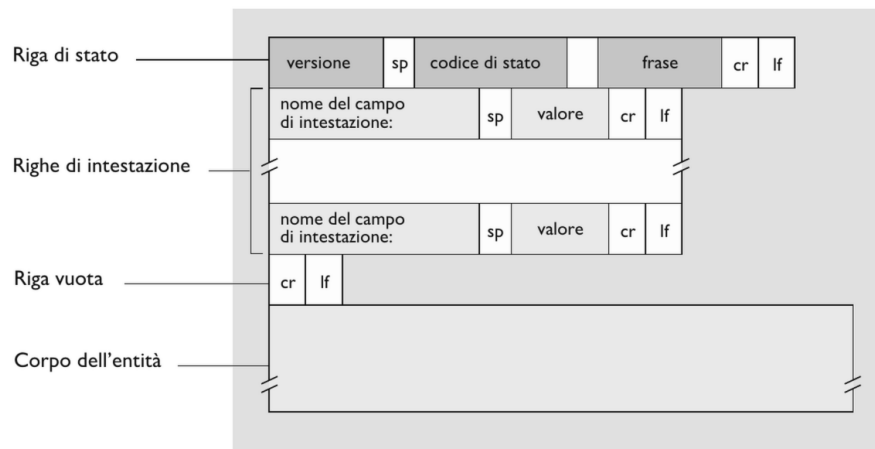 Riga di stato
versione sp codice di stato frase cr lf
nome del campo
di intestazione: sp valore cr lf
Righe di intestazione
nome del campo
di intestazione: sp valore cr lf
Riga vuota
cr lf
Corpo dell'entità